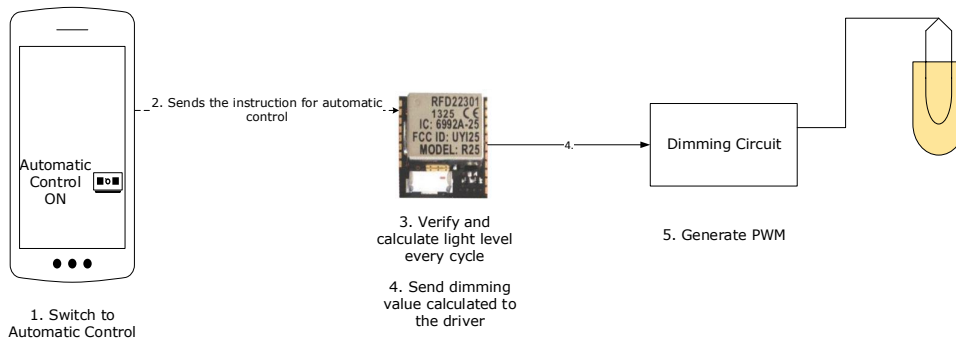 Automatic
Control
ON
1. Switch to
Automatic Control
2. Sends the instruction for automatic
control
RFD22301
1325 CE
IC: 6992A-25
FCC ID: UYI25
MODEL: R25
3. Verify and
calculate light level
every cycle
4. Send dimming
value calculated to
the driver
4.
Dimming Circuit
5. Generate PWM